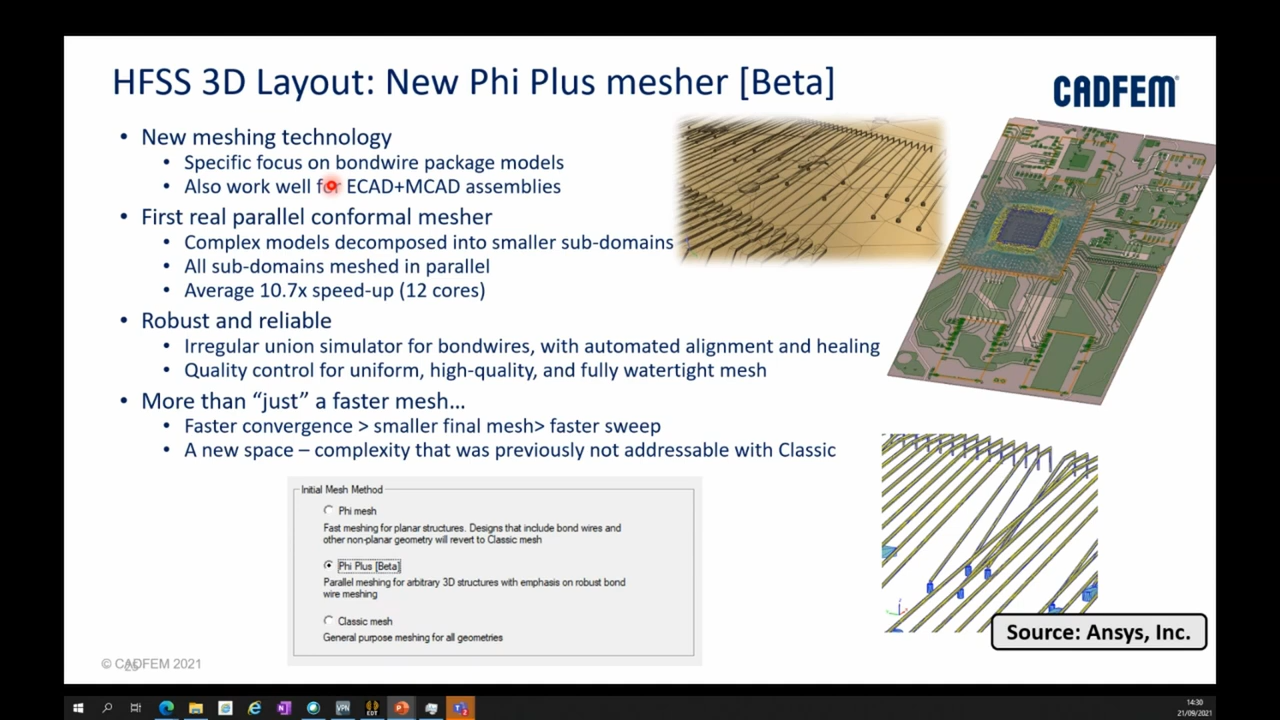 HFSS 3D Layout: New Phi Plus mesher [Beta]
CADFEM
• New meshing technology
• Specific focus on bondwire package models
• Also work well for ECAD+MCAD assemblies
• First real parallel conformal mesher
• Complex models decomposed into smaller sub-domains
• All sub-domains meshed in parallel
• Average 10.7x speed-up (12 cores)
• Robust and reliable
• Irregular union simulator for bondwires, with automated alignment and healing
• Quality control for uniform, high-quality, and fully watertight mesh
• More than “just” a faster mesh…
• Faster convergence > smaller final mesh> faster sweep
• A new space – complexity that was previously not addressable with Classic
Initial Mesh Method
Phi mesh
Fast meshing for planar structures. Designs that include bond wires and
other non-planar geometry will revert to Classic mesh
Phi Plus [Beta]
Parallel meshing for arbitrary 3D structures with emphasis on robust bond
wire meshing
Classic mesh
General purpose meshing for all geometries
Source: Ansys, Inc.
© CADFEM 2021
VPN
EDT
14:30
21/09/2021